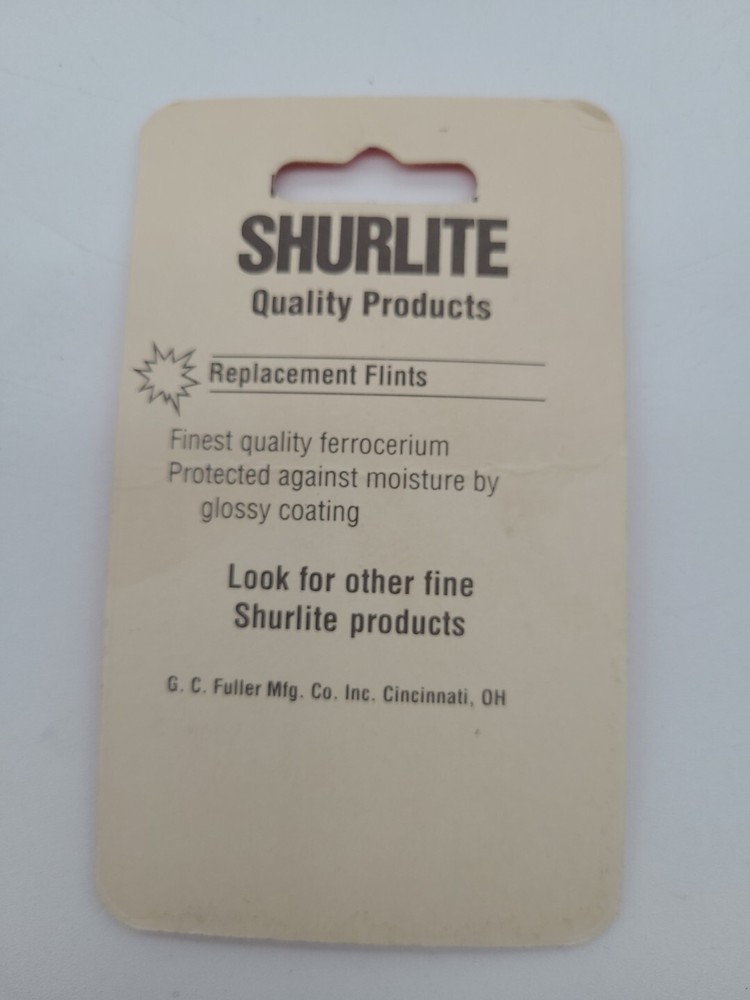 SHURLITE
Quality Products
Replacement Flints
Finest quality ferrocerium
Protected against moisture by
glossy coating
Look for other fine
Shurlite products
G. C. Fuller Mfg. Co. Inc. Cincinnati, OH